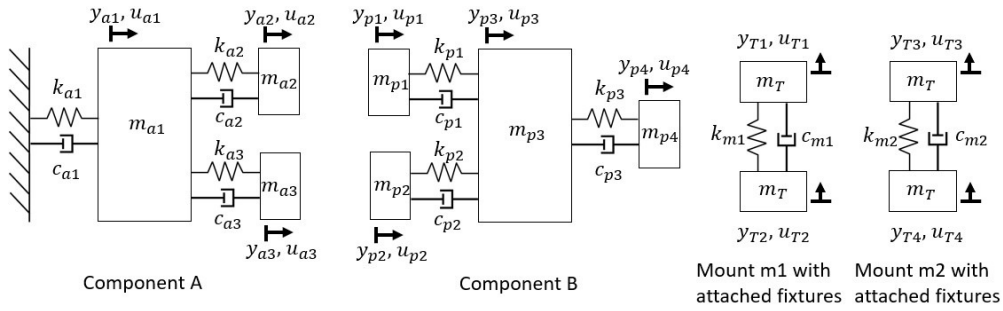 y_{a1}, u_{a1}
y_{a2}, u_{a2}
k_{a1}
c_{a1}
m_{a1}
k_{a2}
c_{a2}
m_{a2}
k_{a3}
c_{a3}
m_{a3}
y_{a3}, u_{a3}
Component A
y_{p1}, u_{p1}
y_{p3}, u_{p3}
m_{p1}
k_{p1}
c_{p1}
m_{p2}
k_{p2}
c_{p2}
y_{p2}, u_{p2}
m_{p3}
k_{p3}
c_{p3}
y_{p4}, u_{p4}
m_{p4}
Component B
y_{T1}, u_{T1}
m_T
k_{m1}
c_{m1}
m_T
y_{T2}, u_{T2}
Mount m1 with
attached fixtures
y_{T3}, u_{T3}
m_T
k_{m2}
c_{m2}
m_T
y_{T4}, u_{T4}
Mount m2 with
attached fixtures